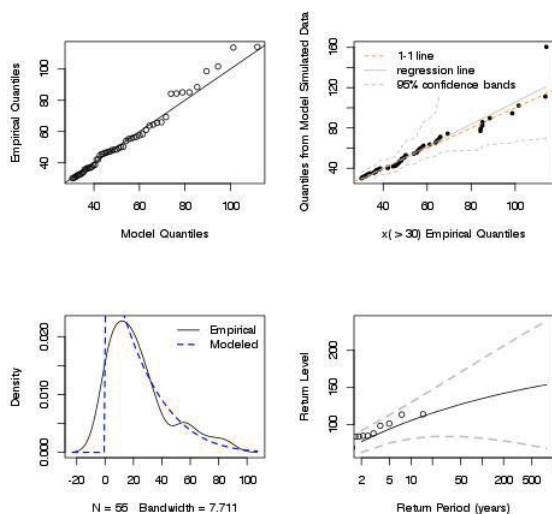 Empirical Quantiles
100
80
60
40
40 60 80 100
Model Quantiles
Quantiles from Model Simulated Data
160
120
80
40
1-1 line
regression line
95% confidence bands
40 60 80 100
x( > 30) Empirical Quantiles
Density
0.020
0.010
0.000
Empirical
Modeled
-20 0 20 40 60 80 100
N = 55 Bandwidth = 7.711
Return Level
200
150
100
2 5 10 50 500
Return Period (years)